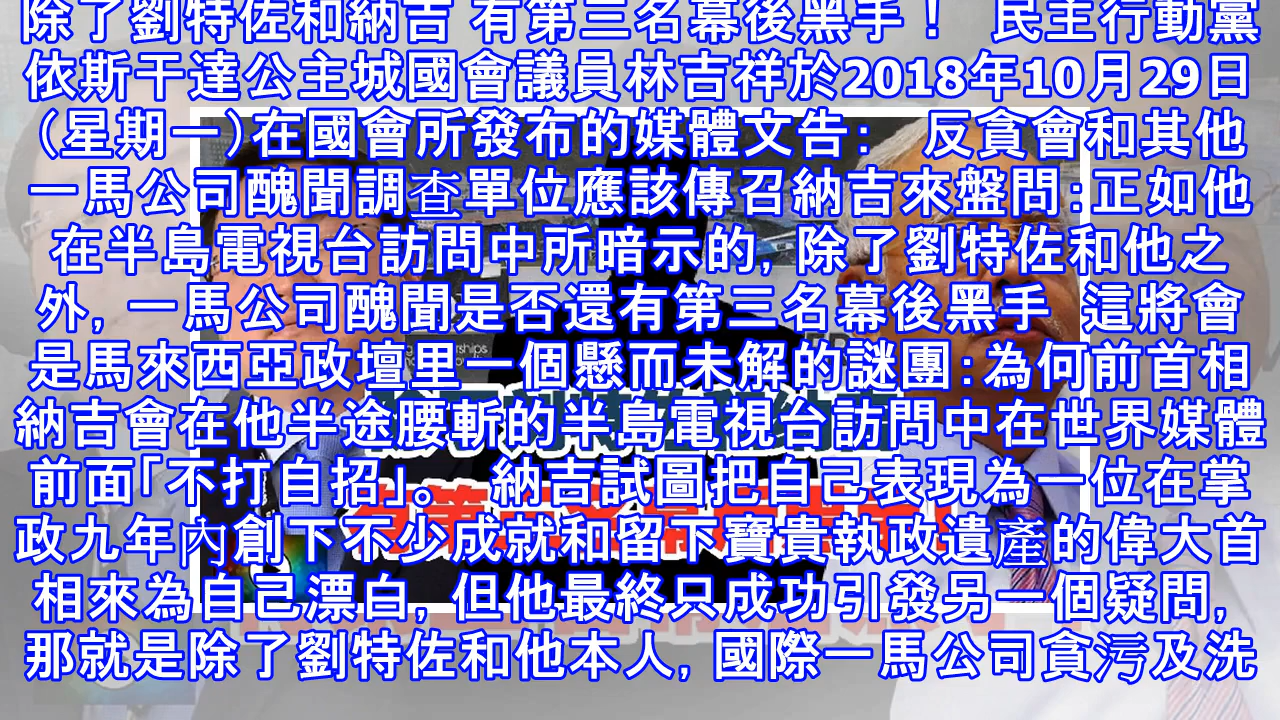 除了劉特佐和納吉 有第三名幕後黑手！ 民主行動黨
依斯干達公主城國會議員林吉祥於2018年10月29日
(星期一)在國會所發布的媒體文告: 反貪會和其他
一馬公司醜聞調查單位應該傳召納吉來盤問:正如他
在半島電視台訪問中所暗示的, 除了劉特佐和他之
外, 一馬公司醜聞是否還有第三名幕後黑手 這將會
是馬來西亞政壇里一個懸而未解的謎團:為何前首相
納吉會在他半途腰斬的半島電視台訪問中在世界媒體
前面「不打自招」。 納吉試圖把自己表現為一位在掌
政九年內創下不少成就和留下寶貴執政遺產的偉大首
相來為自己漂白, 但他最終只成功引發另一個疑問,
那就是除了劉特佐和他本人, 國際一馬公司貪污及洗